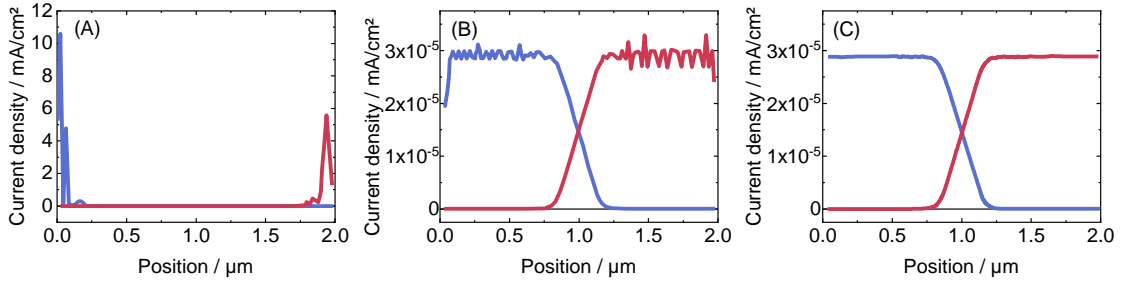 (A)
Current density / mA/cm²
12
10
8
6
4
2
0
0.0 0.5 1.0 1.5 2.0
Position / µm
(B)
Current density / mA/cm²
3x10⁻⁵
2x10⁻⁵
1x10⁻⁵
0
0.0 0.5 1.0 1.5 2.0
Position / µm
(C)
Current density / mA/cm²
3x10⁻⁵
2x10⁻⁵
1x10⁻⁵
0
0.0 0.5 1.0 1.5 2.0
Position / µm